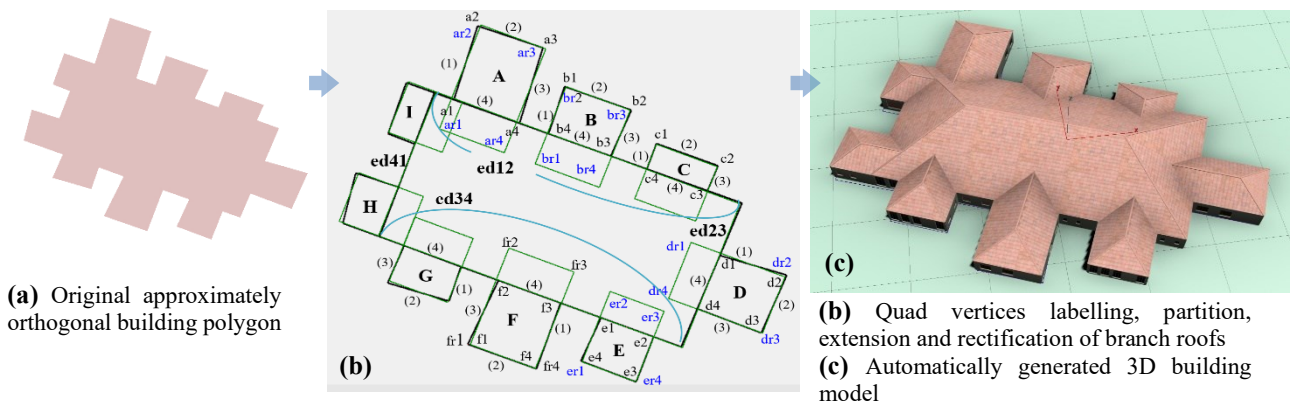 a2
ar2
a3
ar3
A
(1)
(2)
(3)
(4)
a1
ar1
a4
ar4
b1
(2)
br2
b2
br3
B
(1)
(3)
b4
(4)
b3
br1
br4
c1
(2)
c2
C
(1)
(3)
c4
(4)
c3
I
ed41
ed12
H
ed34
ed23
dr1
(1)
d1
dr2
d2
D
(4)
(2)
dr4
d4
d3
(3)
dr3
(4)
(3)
G
(1)
(2)
fr2
fr3
(4)
f2
f3
F
(3)
(1)
fr1
f1
f4
fr4
(2)
er2
er3
e1
e2
E
e4
e3
er1
er4
(b)
(c)
(a) Original approximately
orthogonal building polygon
(b) Quad vertices labelling, partition,
extension and rectification of branch roofs
(c) Automatically generated 3D building
model